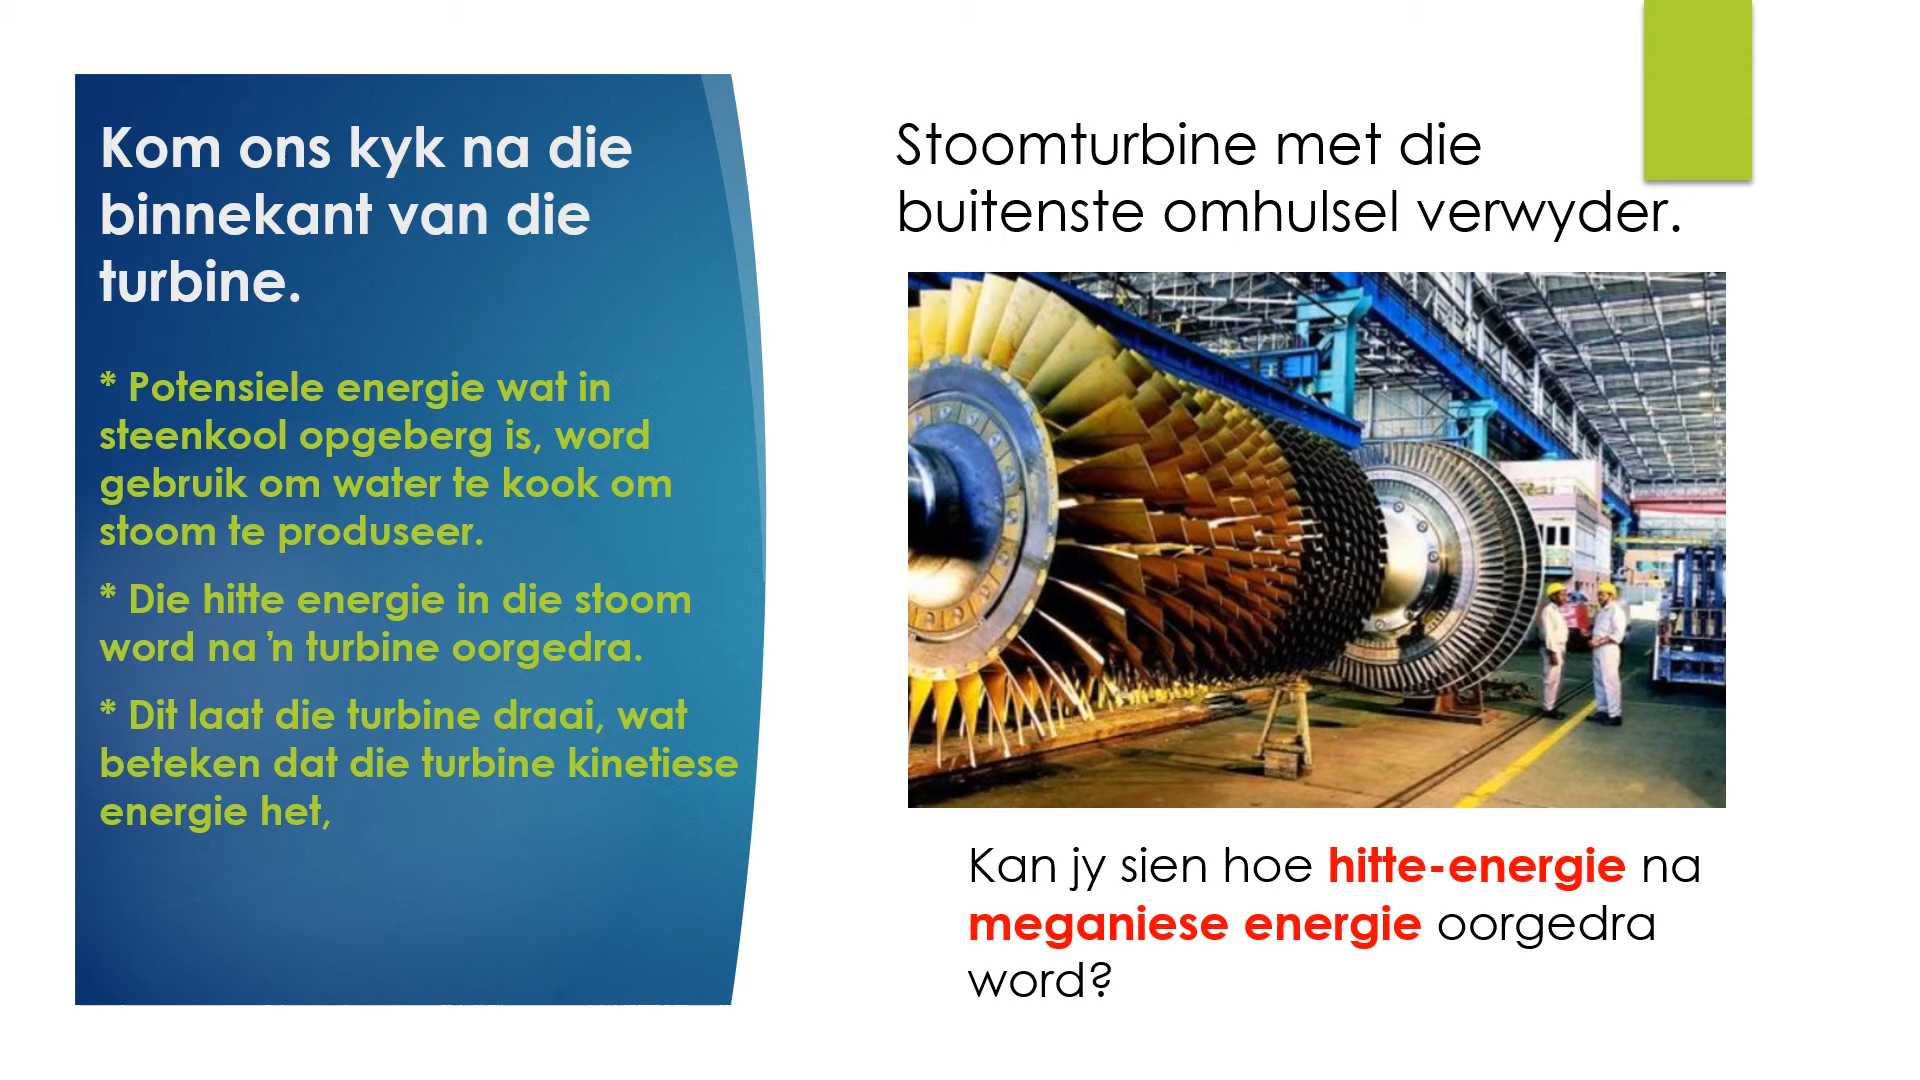 Kom ons kyk na die
binnekant van die
turbine.
* Potensiele energie wat in
steenkool opgeberg is, word
gebruik om water te kook om
stoom te produseer.
* Die hitte energie in die stoom
word na ŉ turbine oorgedra.
* Dit laat die turbine draai, wat
beteken dat die turbine kinetiese
energie het,
Stoomturbine met die
buitenste omhulsel verwyder.
Kan jy sien hoe hitte-energie na
meganiese energie oorgedra
word?